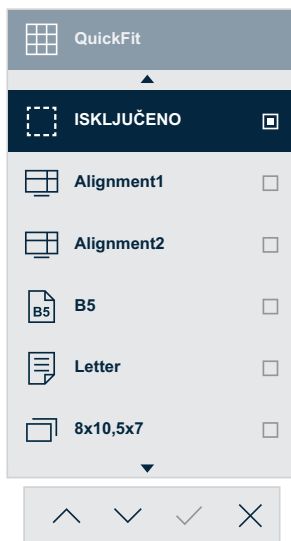 QuickFit
ISKLJUČENO
Alignment1
Alignment2
B5
B5
Letter
8x10,5x7